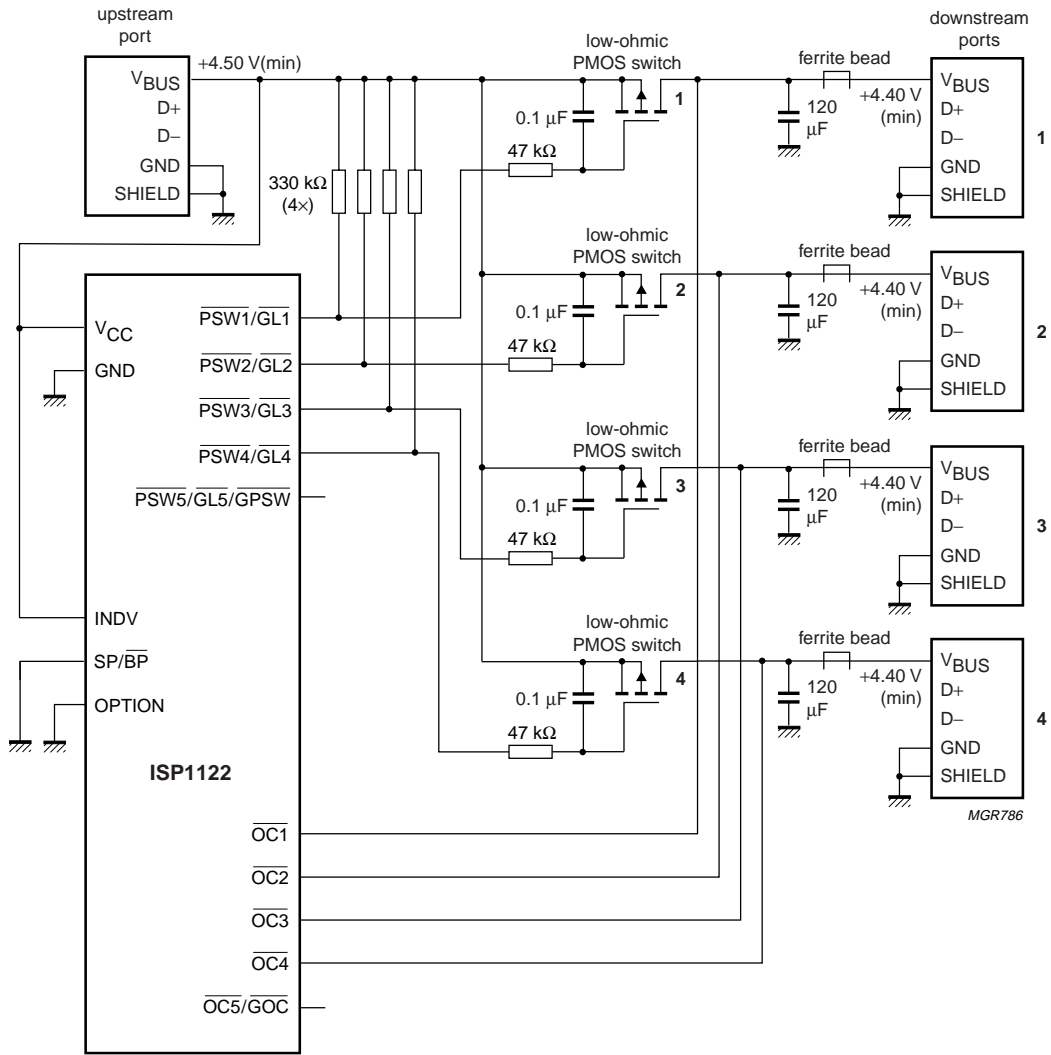 upstream
port
downstream
ports
+4.50 V(min)
low-ohmic
PMOS switch
ferrite bead
VBUS
D+
D−
GND
SHIELD
1
0.1 μF
47 kΩ
120
μF
+4.40 V
(min)
VBUS
D+
D−
GND
SHIELD
1
330 kΩ
(4×)
low-ohmic
PMOS switch
ferrite bead
2
0.1 μF
47 kΩ
120
μF
+4.40 V
(min)
VBUS
D+
D−
GND
SHIELD
2
VCC
GND
PSW1/GL1
PSW2/GL2
PSW3/GL3
PSW4/GL4
PSW5/GL5/GPSW
low-ohmic
PMOS switch
ferrite bead
3
0.1 μF
47 kΩ
120
μF
+4.40 V
(min)
VBUS
D+
D−
GND
SHIELD
3
INDV
SP/BP
OPTION
low-ohmic
PMOS switch
ferrite bead
4
0.1 μF
47 kΩ
120
μF
+4.40 V
(min)
VBUS
D+
D−
GND
SHIELD
4
ISP1122
MGR786
OC1
OC2
OC3
OC4
OC5/GOC